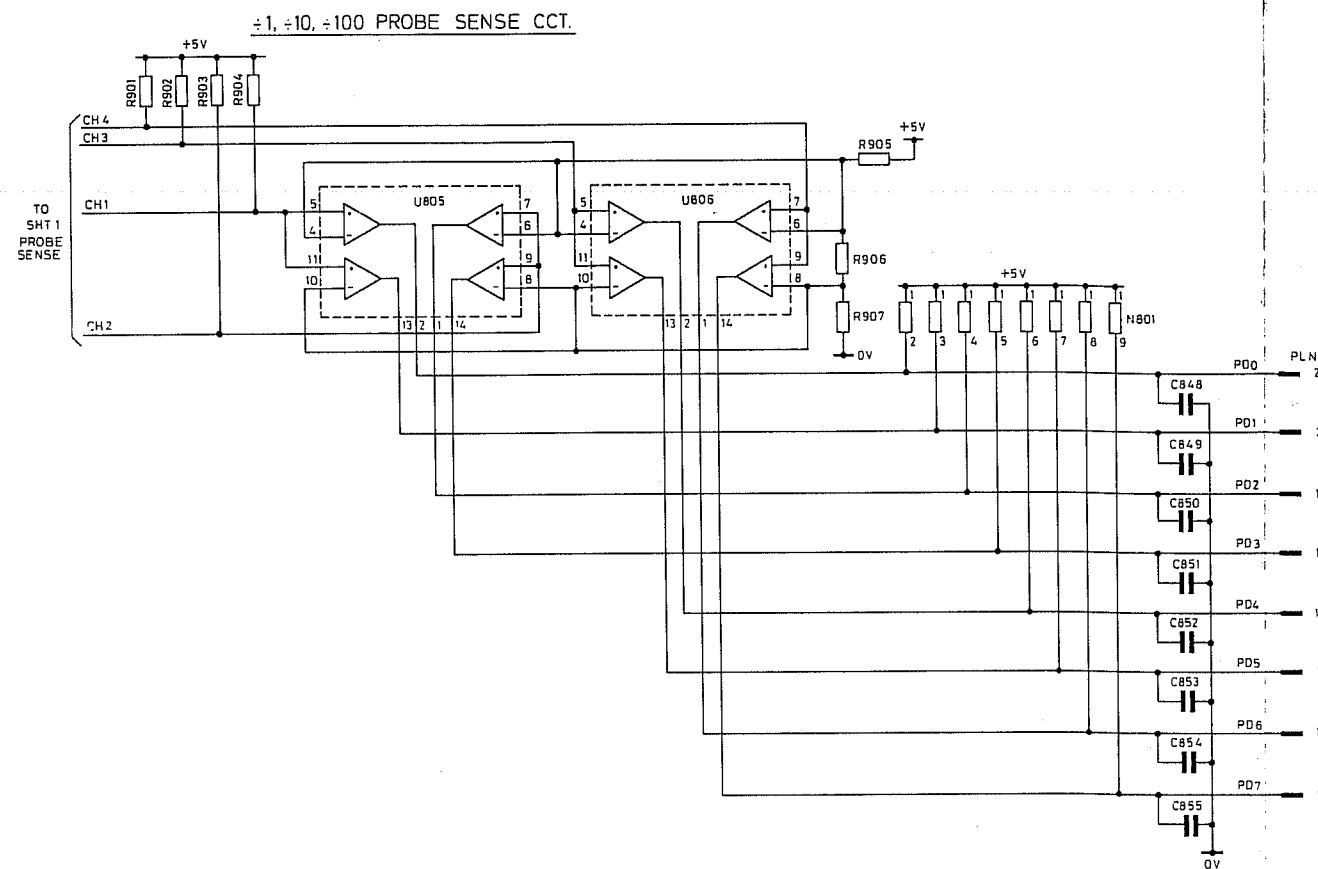 ÷1, ÷10, ÷100 PROBE SENSE CCT.
+5V
R901
R902
R903
R904
CH4
CH3
CH1
CH2
TO
SHT 1
PROBE
SENSE
R905
+5V
U805
5
4
11
10
7
6
9
8
13 2 1 14
U806
5
4
11
10
7
6
9
8
13 2 1 14
R906
R907
0V
+5V
1 1 1 1 1 1 1 1
N801
2 3 4 5 6 7 8 9
PLN
PD0
C848
PD1
C849
PD2
C850
PD3
C851
PD4
C852
PD5
C853
PD6
C854
PD7
C855
0V